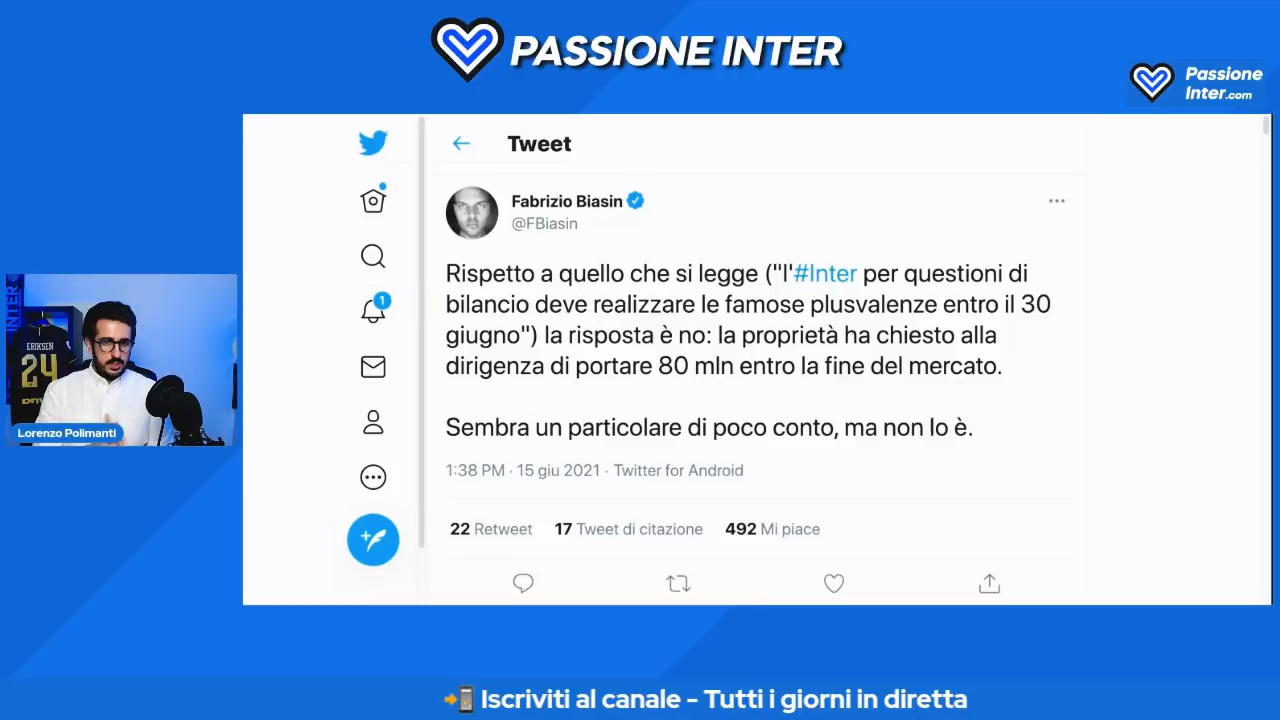 PASSIONE INTER
Passione
Inter.com
Tweet
Fabrizio Biasin
@FBiasin
Rispetto a quello che si legge ("l'#Inter per questioni di
bilancio deve realizzare le famose plusvalenze entro il 30
giugno") la risposta è no: la proprietà ha chiesto alla
dirigenza di portare 80 mln entro la fine del mercato.
Sembra un particolare di poco conto, ma non lo è.
1:38 PM · 15 giu 2021 · Twitter for Android
22 Retweet 17 Tweet di citazione 492 Mi piace
1
INTER
ERIKSEN
24
Lorenzo Polimanti
Iscriviti al canale - Tutti i giorni in diretta